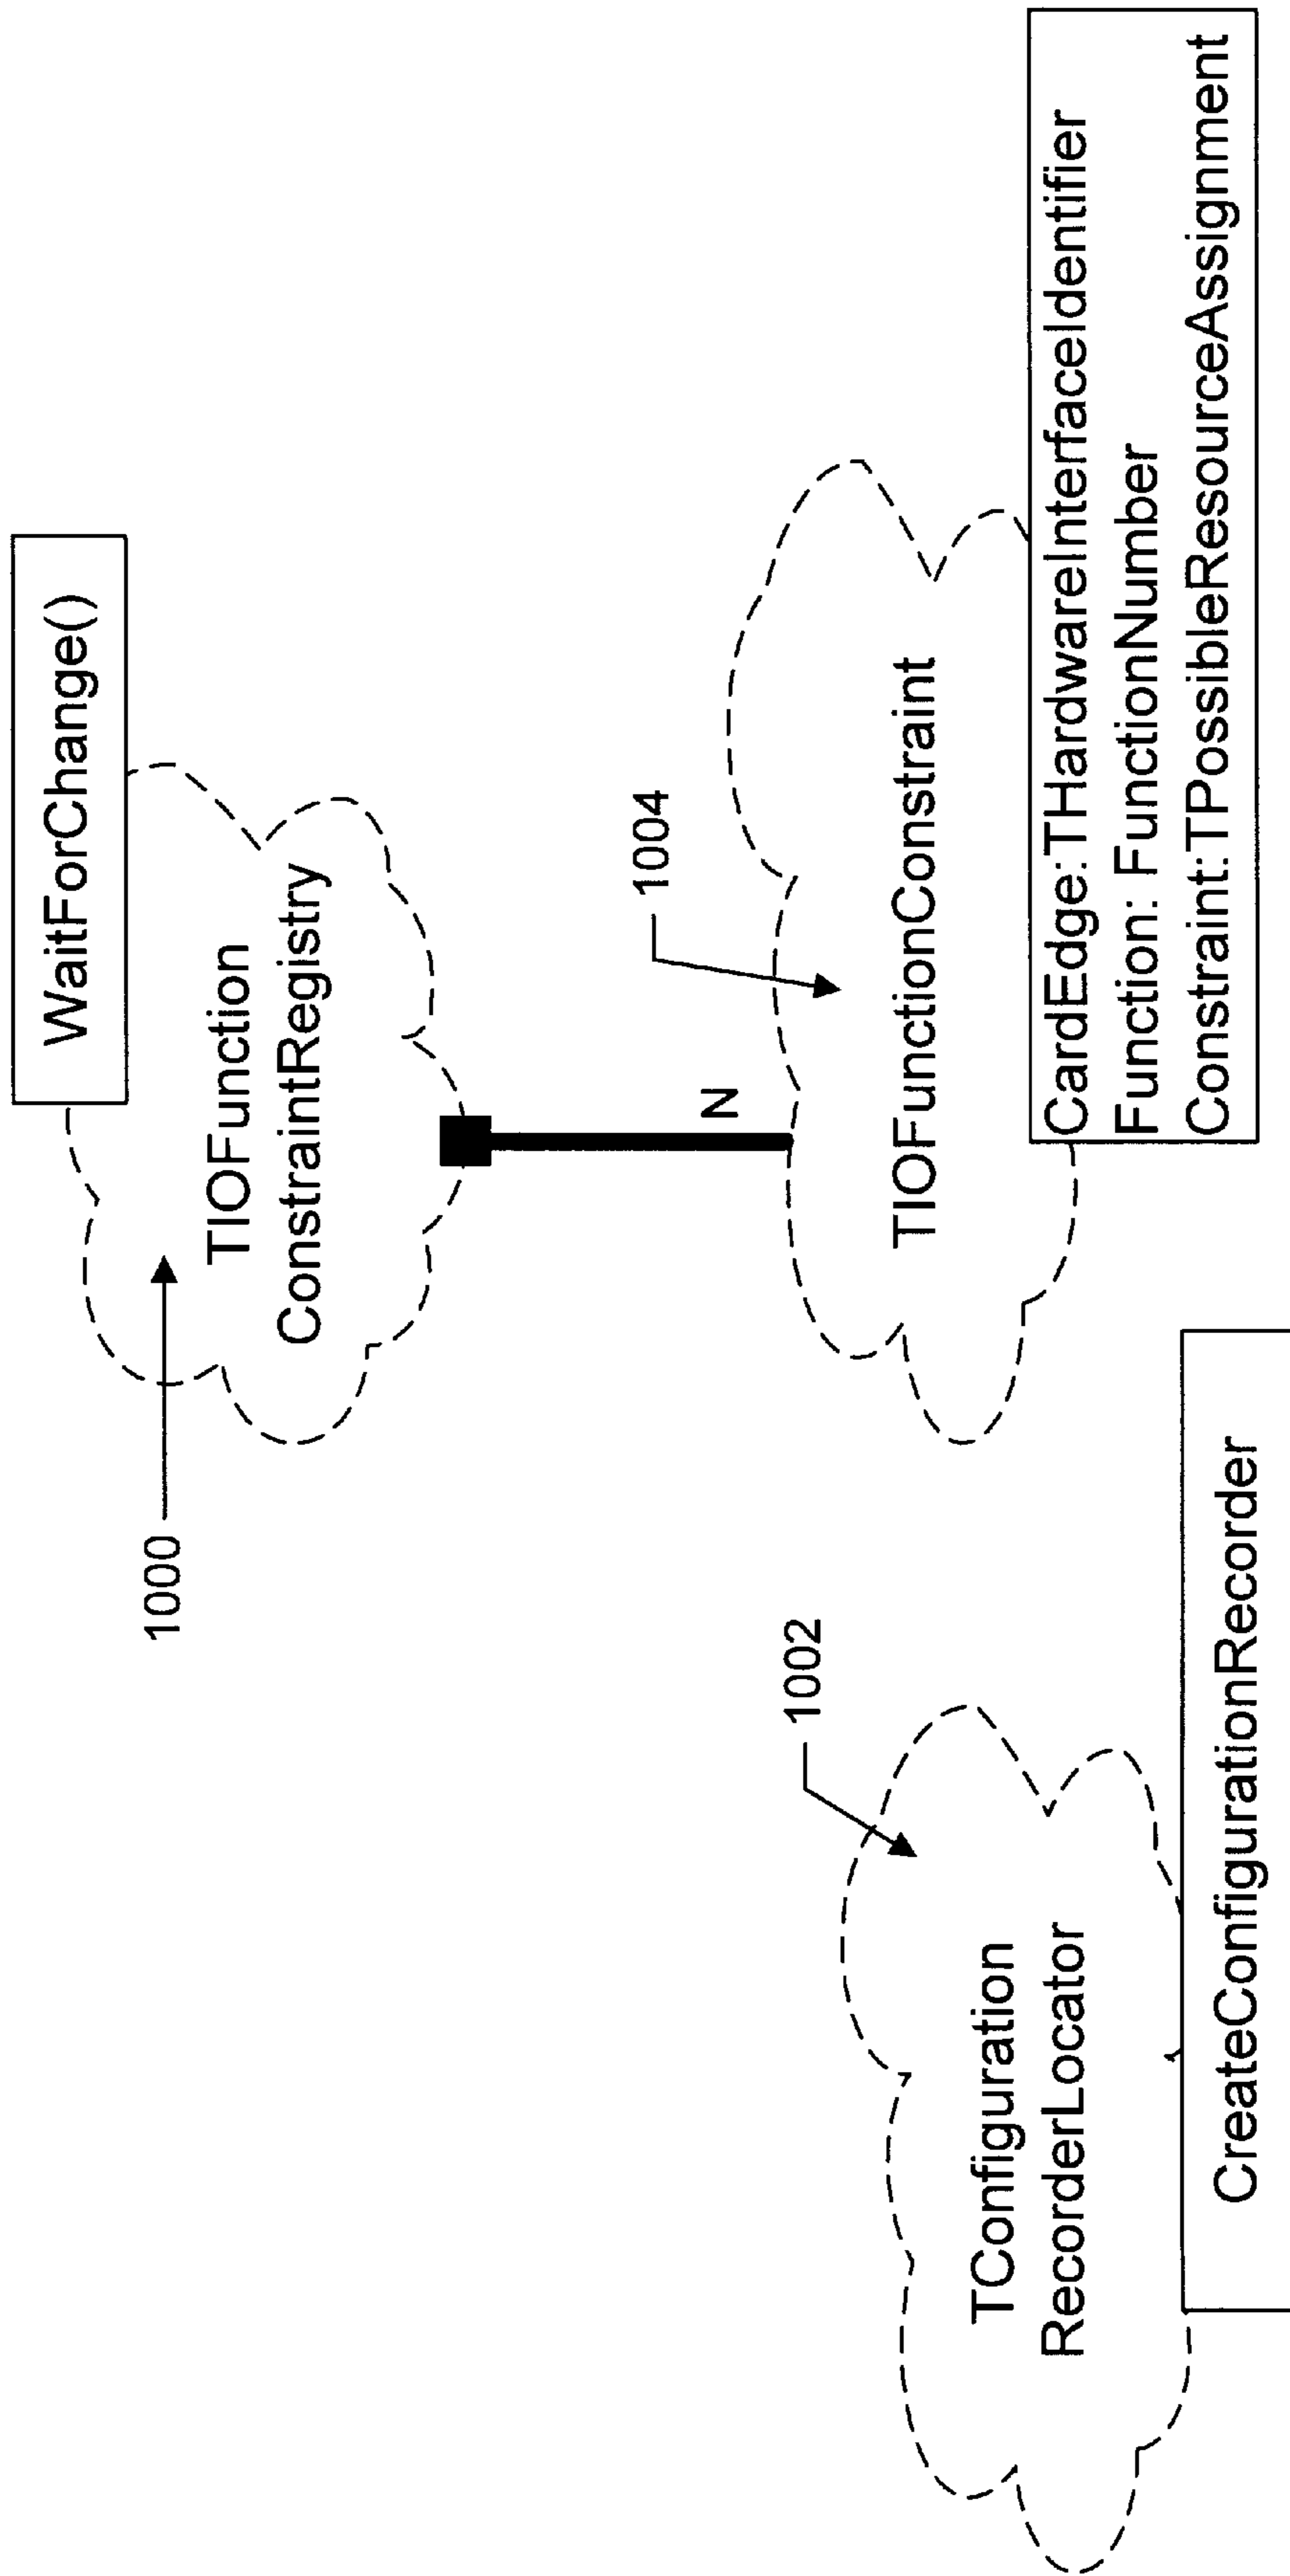 WaitForChange()
1000
TIOFunction
ConstraintRegistry
N
1004
TIOFunctionConstraint
CardEdge:THardwareInterfaceIdentifier
Function: FunctionNumber
Constraint:TPossibleResourceAssignment
1002
TConfiguration
RecorderLocator
CreateConfigurationRecorder